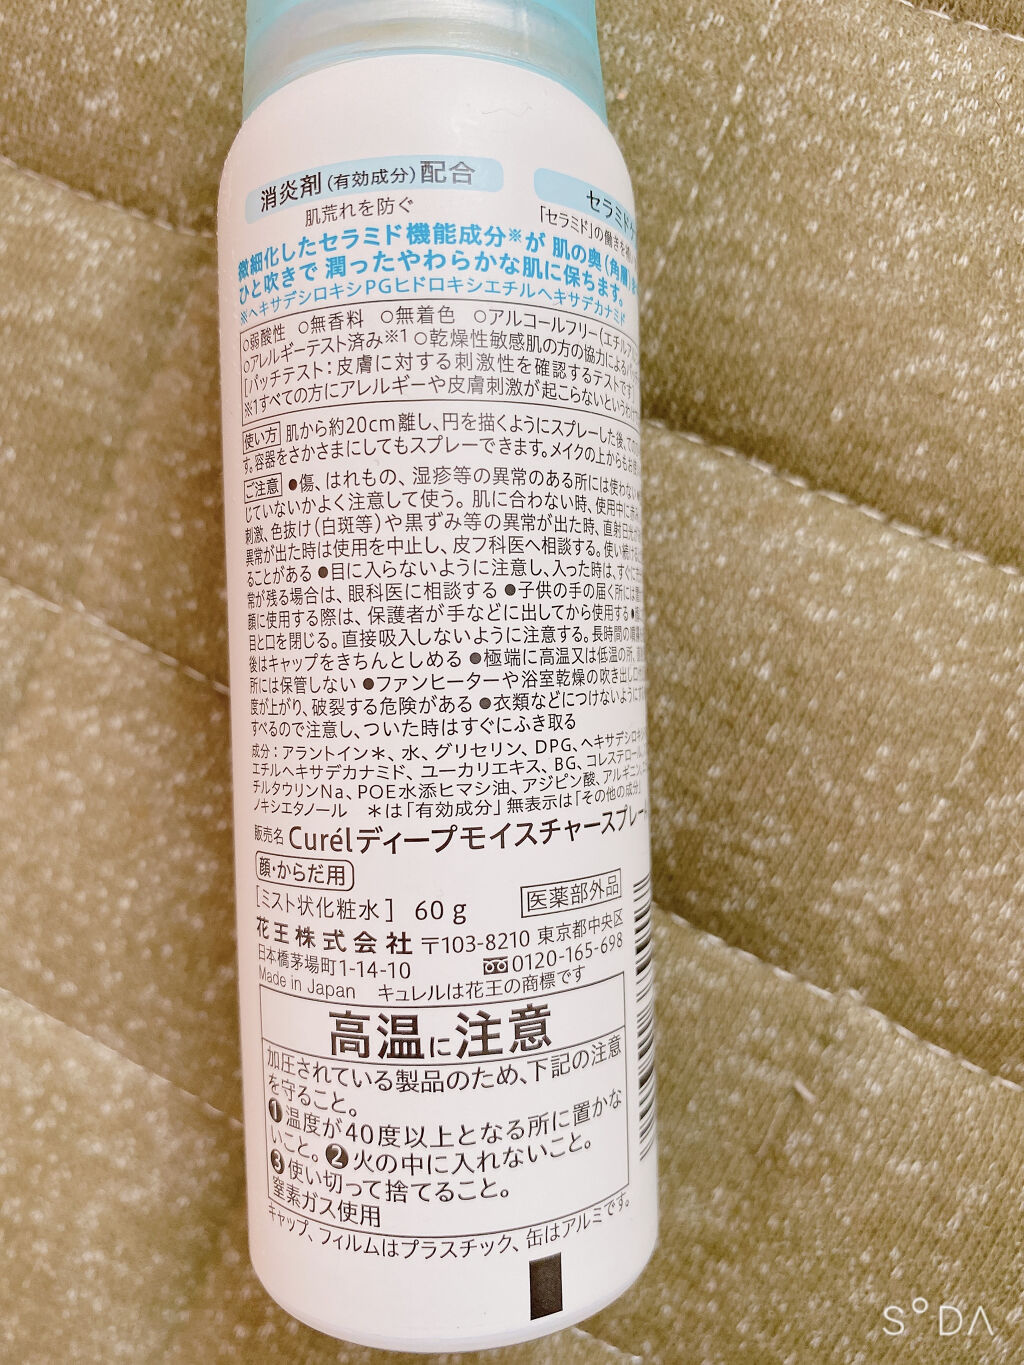 消炎剤(有効成分)配合
肌荒れを防ぐ
セラミドケ
「セラミド」の働きを補い
微細化したセラミド機能成分※が 肌の奥(角層)
ひと吹きで 潤ったやわらかな肌に保ちます。
※ヘキサデシロキシPGヒドロキシエチルヘキサデカナミド
○弱酸性 ○無香料 ○無着色 ○アルコールフリー(エチルア
○アレルギーテスト済み※1 ○乾燥性敏感肌の方の協力による
[パッチテスト:皮膚に対する刺激性を確認するテストです
※1すべての方にアレルギーや皮膚刺激が起こらないという
使い方 肌から約20cm離し、円を描くようにスプレーした後、
す。容器をさかさまにしてもスプレーできます。メイクの上からも
ご注意 ●傷、はれもの、湿疹等の異常のある所には使わない
じていないかよく注意して使う。肌に合わない時、使用中に
刺激、色抜け(白斑等)や黒ずみ等の異常が出た時、直射日光
異常が出た時は使用を中止し、皮フ科医へ相談する。使い続ける
ることがある ●目に入らないように注意し、入った時は、すぐに
常が残る場合は、眼科医に相談する ●子供の手の届く所には
顔に使用する際は、保護者が手などに出してから使用する
目と口を閉じる。直接吸入しないように注意する。長時間の
後はキャップをきちんとしめる ●極端に高温又は低温の所、
所には保管しない ●ファンヒーターや浴室乾燥の吹き出し口
度が上がり、破裂する危険がある ●衣類などにつけないように
すべるので注意し、ついた時はすぐにふき取る
成分:アラントイン＊、水、グリセリン、DPG、ヘキサデシロキ
エチルヘキサデカナミド、ユーカリエキス、BG、コレステロール、
チルタウリンNa、POE水添ヒマシ油、アジピン酸、アルギニン、
ノキシエタノール ＊は「有効成分」無表示は「その他の成分」
販売名 Curélディープモイスチャースプレー
顔・からだ用
[ミスト状化粧水] 60g
医薬部外品
花王株式会社 〒103-8210 東京都中央区
日本橋茅場町1-14-10 0120-165-698
Made in Japan キュレルは花王の商標です
高温に注意
加圧されている製品のため、下記の注意
を守ること。
❶温度が40度以上となる所に置かな
いこと。❷火の中に入れないこと。
❸使い切って捨てること。
窒素ガス使用
キャップ、フィルムはプラスチック、缶はアルミです。
S°DA